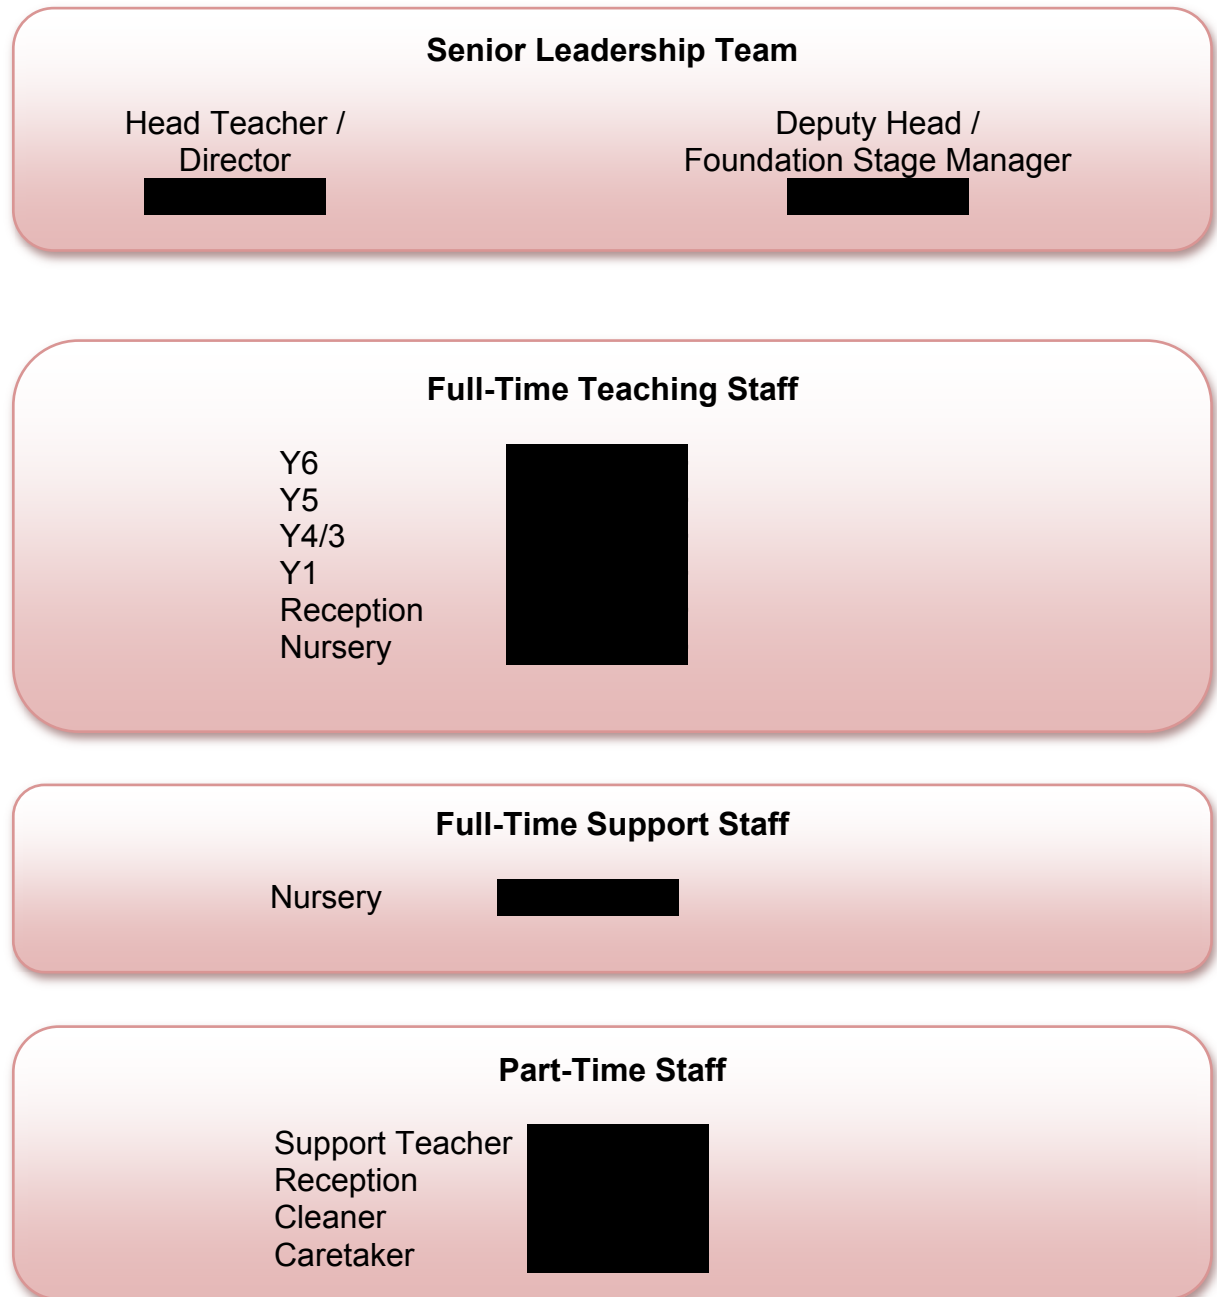 Senior Leadership Team
Head Teacher /
Director
Deputy Head /
Foundation Stage Manager
Full-Time Teaching Staff
Y6
Y5
Y4/3
Y1
Reception
Nursery
Full-Time Support Staff
Nursery
Part-Time Staff
Support Teacher
Reception
Cleaner
Caretaker